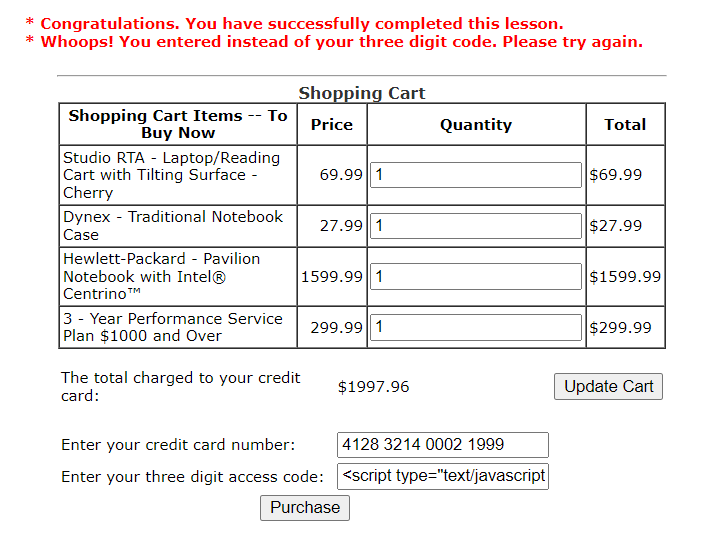 * Congratulations. You have successfully completed this lesson.
* Whoops! You entered instead of your three digit code. Please try again.
Shopping Cart
Shopping Cart Items -- To Buy Now Price Quantity Total
Studio RTA - Laptop/Reading Cart with Tilting Surface - Cherry 69.99 1 $69.99
Dynex - Traditional Notebook Case 27.99 1 $27.99
Hewlett-Packard - Pavilion Notebook with Intel® Centrino™ 1599.99 1 $1599.99
3 - Year Performance Service Plan $1000 and Over 299.99 1 $299.99
The total charged to your credit card: $1997.96 Update Cart
Enter your credit card number: 4128 3214 0002 1999
Enter your three digit access code: <script type="text/javascript
Purchase